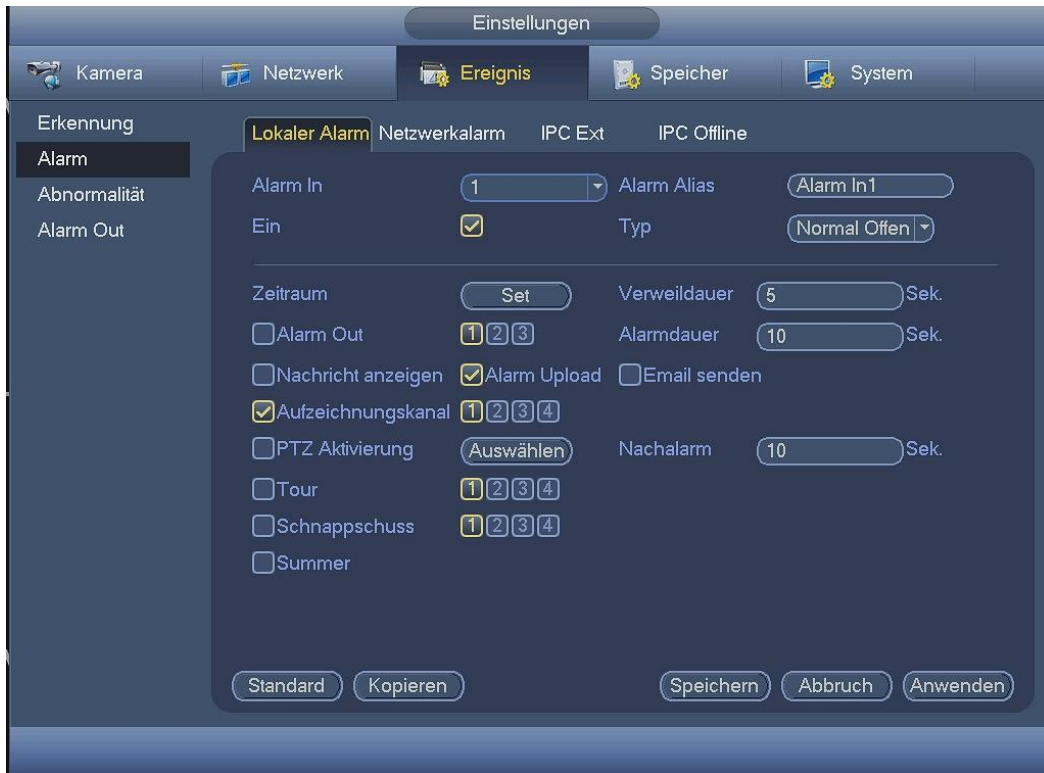 Einstellungen
Kamera Netzwerk Ereignis Speicher System
Erkennung
Alarm
Abnormalität
Alarm Out
Lokaler Alarm Netzwerkalarm IPC Ext IPC Offline
Alarm In 1 Alarm Alias Alarm In1
Ein Typ Normal Offen
Zeitraum Set Verweildauer 5 Sek.
Alarm Out 1 2 3 Alarmdauer 10 Sek.
Nachricht anzeigen Alarm Upload Email senden
Aufzeichnungskanal 1 2 3 4
PTZ Aktivierung Auswählen Nachalarm 10 Sek.
Tour 1 2 3 4
Schnappschuss 1 2 3 4
Summer
Standard Kopieren Speichern Abbruch Anwenden